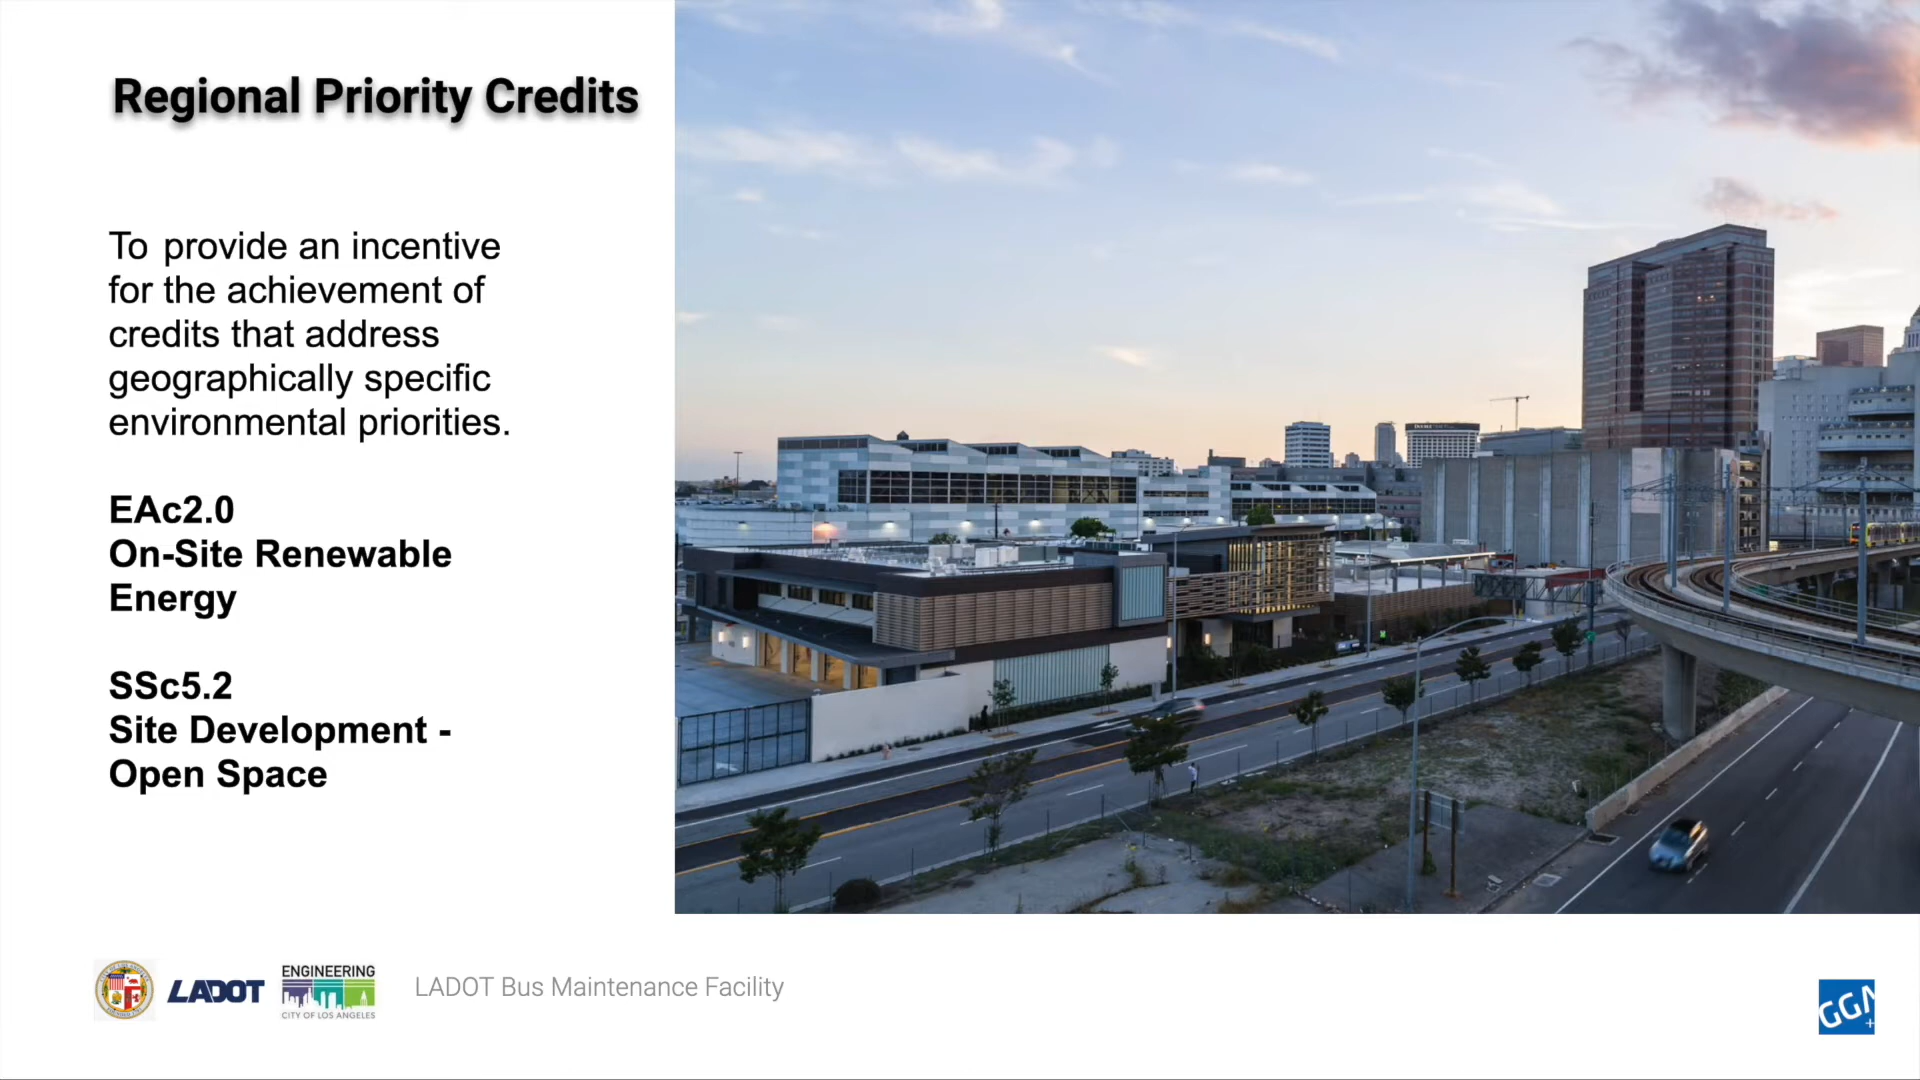 Regional Priority Credits
To provide an incentive
for the achievement of
credits that address
geographically specific
environmental priorities.
EAc2.0
On-Site Renewable
Energy
SSc5.2
Site Development -
Open Space
LADOT
ENGINEERING
CITY OF LOS ANGELES
LADOT Bus Maintenance Facility